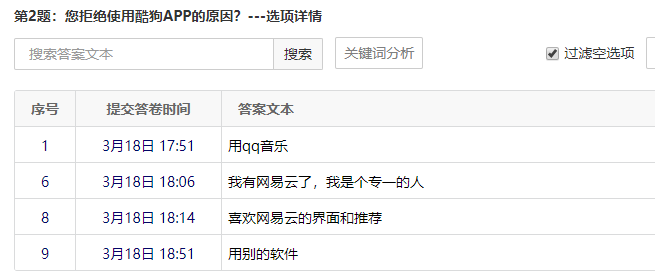 第2题：您拒绝使用酷狗APP的原因？---选项详情
搜索答案文本 搜索 关键词分析 过滤空选项
序号 提交答卷时间 答案文本
1 3月18日 17:51 用qq音乐
6 3月18日 18:06 我有网易云了，我是个专一的人
8 3月18日 18:14 喜欢网易云的界面和推荐
9 3月18日 18:51 用别的软件